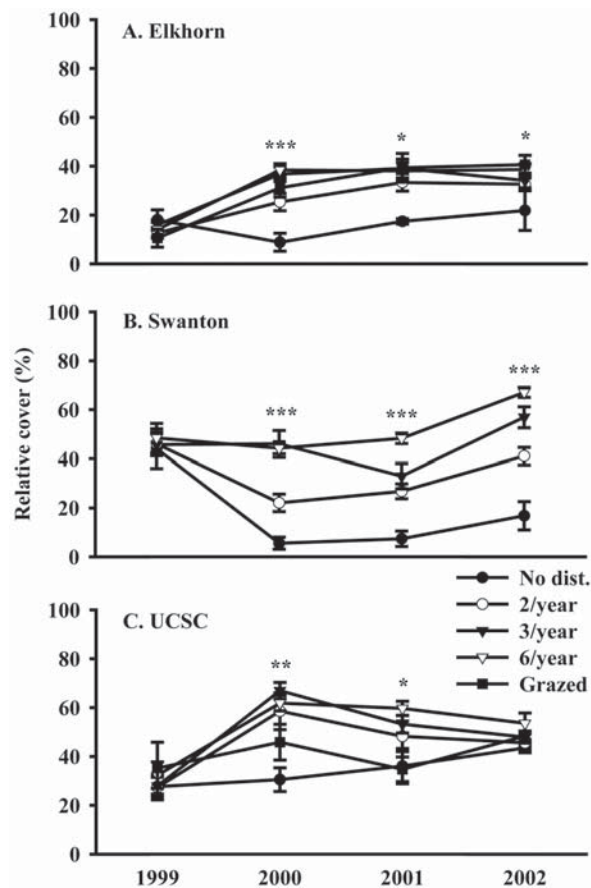 A. Elkhorn
100
80
60
40
20
0
***
*
*
B. Swanton
100
80
60
40
20
0
***
***
***
Relative cover (%)
No dist.
2/year
3/year
6/year
Grazed
C. UCSC
100
80
60
40
20
0
**
*
1999 2000 2001 2002